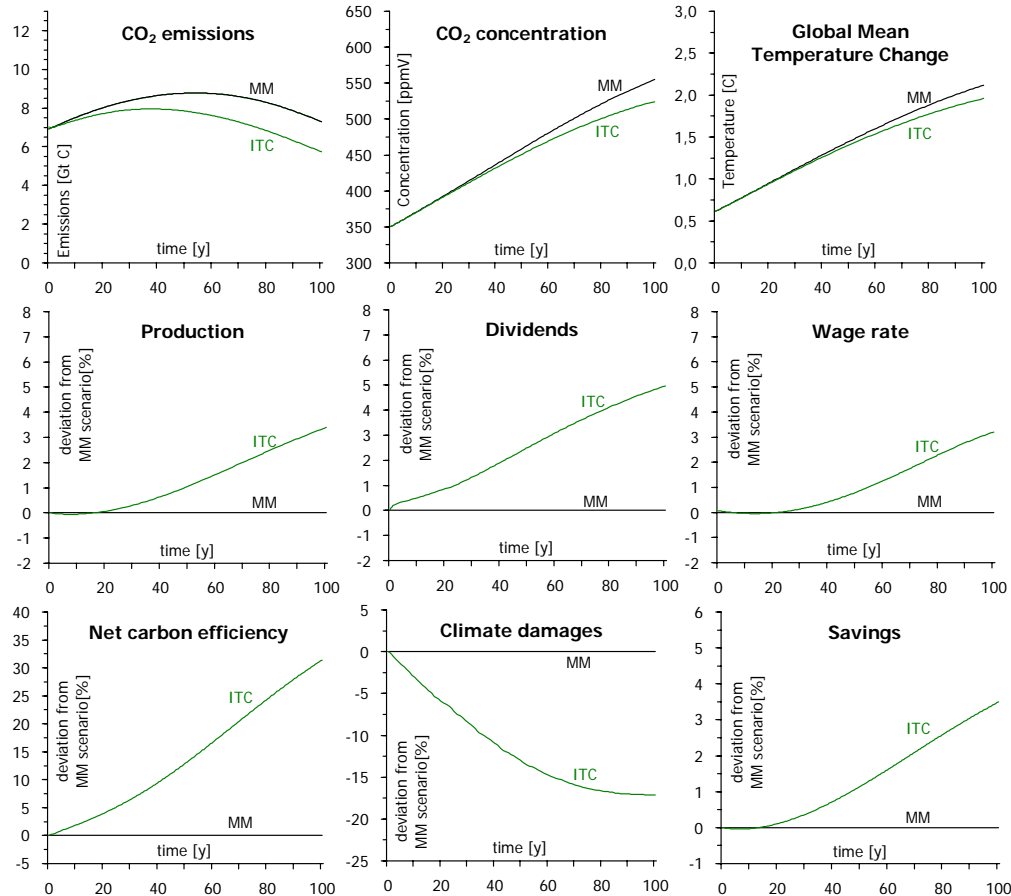 CO₂ emissions
13
12
10
8
6
4
2
0
Emissions [Gt C]
MM
ITC
time [y]
0 20 40 60 80 100
CO₂ concentration
650
600
550
500
450
400
350
300
Concentration [ppmV]
MM
ITC
time [y]
0 20 40 60 80 100
Global Mean
Temperature Change
3,0
2,5
2,0
1,5
1,0
0,5
0,0
Temperature [C]
MM
ITC
time [y]
0 20 40 60 80 100
Production
8
7
6
5
4
3
2
1
0
-1
-2
deviation from
MM scenario[%]
ITC
MM
time [y]
0 20 40 60 80 100
Dividends
8
7
6
5
4
3
2
1
0
-1
-2
deviation from
MM scenario[%]
ITC
MM
time [y]
0 20 40 60 80 100
Wage rate
8
7
6
5
4
3
2
1
0
-1
-2
deviation from
MM scenario[%]
ITC
MM
time [y]
0 20 40 60 80 100
Net carbon efficiency
40
35
30
25
20
15
10
5
0
-5
deviation from
MM scenario[%]
ITC
MM
time [y]
0 20 40 60 80 100
Climate damages
5
0
-5
-10
-15
-20
-25
MM
ITC
deviation from
MM scenario[%]
time [y]
0 20 40 60 80 100
Savings
6
5
4
3
2
1
0
-1
deviation from
MM scenario[%]
ITC
MM
time [y]
0 20 40 60 80 100